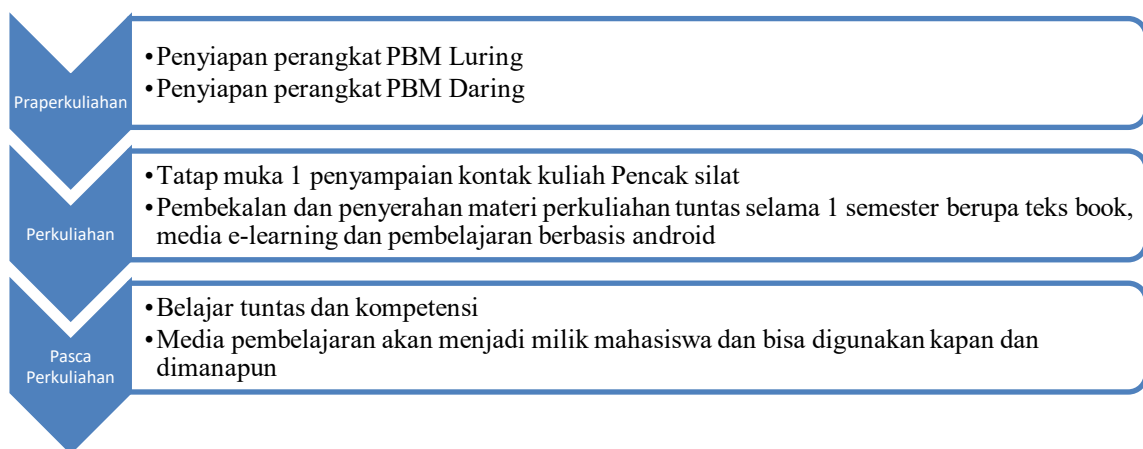 Praperkuliahan
•Penyiapan perangkat PBM Luring
•Penyiapan perangkat PBM Daring
Perkuliahan
•Tatap muka 1 penyampaian kontak kuliah Pencak silat
•Pembekalan dan penyerahan materi perkuliahan tuntas selama 1 semester berupa teks book,
media e-learning dan pembelajaran berbasis android
Pasca
Perkuliahan
•Belajar tuntas dan kompetensi
•Media pembelajaran akan menjadi milik mahasiswa dan bisa digunakan kapan dan
dimanapun